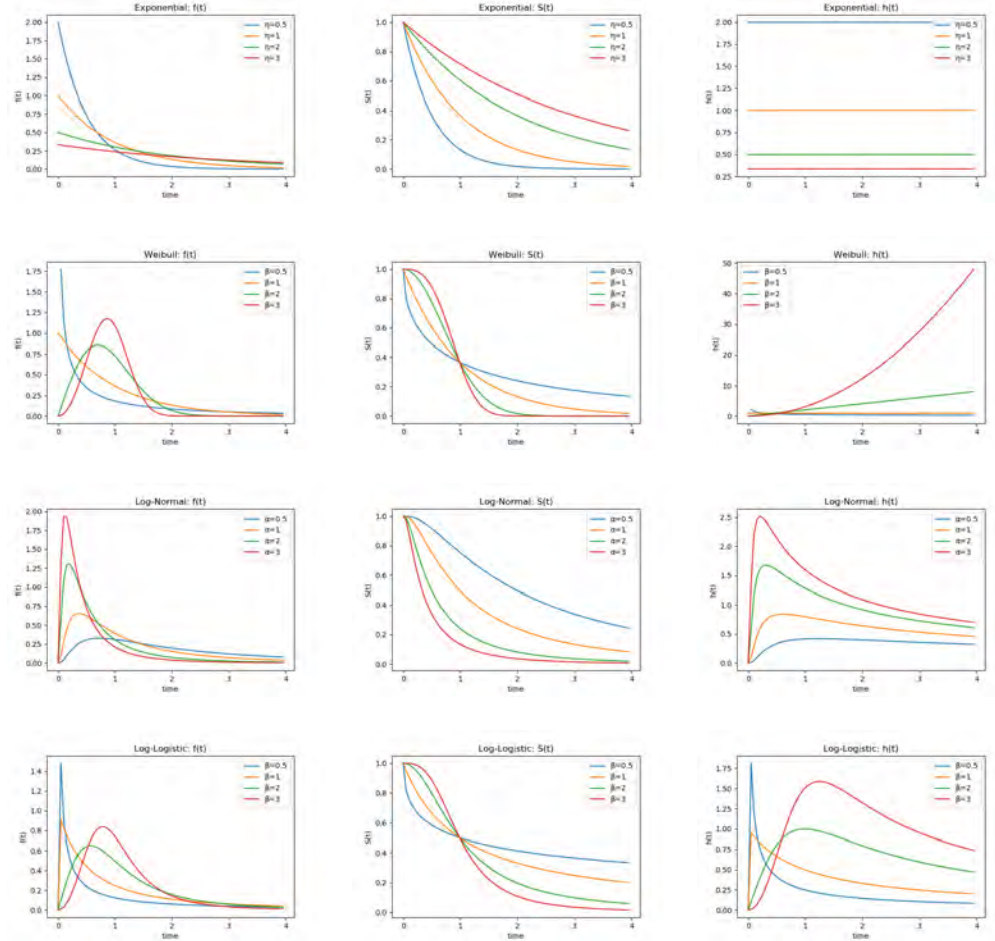 Exponential: f(t)
2.00
1.75
1.50
1.25
1.00
0.75
0.50
0.25
0.00
f(t)
η=0.5
η=1
η=2
η=3
0 1 2 3 4
time
Exponential: S(t)
1.0
0.8
0.6
0.4
0.2
0.0
S(t)
η=0.5
η=1
η=2
η=3
0 1 2 3 4
time
Exponential: h(t)
2.00
1.75
1.50
1.25
1.00
0.75
0.50
0.25
h(t)
η=0.5
η=1
η=2
η=3
0 1 2 3 4
time
Weibull: f(t)
1.75
1.50
1.25
1.00
0.75
0.50
0.25
0.00
f(t)
β=0.5
β=1
β=2
β=3
0 1 2 3 4
time
Weibull: S(t)
1.0
0.8
0.6
0.4
0.2
0.0
S(t)
β=0.5
β=1
β=2
β=3
0 1 2 3 4
time
Weibull: h(t)
50
40
30
20
10
0
h(t)
β=0.5
β=1
β=2
β=3
0 1 2 3 4
time
Log-Normal: f(t)
2.00
1.75
1.50
1.25
1.00
0.75
0.50
0.25
0.00
f(t)
α=0.5
α=1
α=2
α=3
0 1 2 3 4
time
Log-Normal: S(t)
1.0
0.8
0.6
0.4
0.2
0.0
S(t)
α=0.5
α=1
α=2
α=3
0 1 2 3 4
time
Log-Normal: h(t)
2.5
2.0
1.5
1.0
0.5
0.0
h(t)
α=0.5
α=1
α=2
α=3
0 1 2 3 4
time
Log-Logistic: f(t)
1.4
1.2
1.0
0.8
0.6
0.4
0.2
0.0
f(t)
β=0.5
β=1
β=2
β=3
0 1 2 3 4
time
Log-Logistic: S(t)
1.0
0.8
0.6
0.4
0.2
0.0
S(t)
β=0.5
β=1
β=2
β=3
0 1 2 3 4
time
Log-Logistic: h(t)
1.75
1.50
1.25
1.00
0.75
0.50
0.25
0.00
h(t)
β=0.5
β=1
β=2
β=3
0 1 2 3 4
time